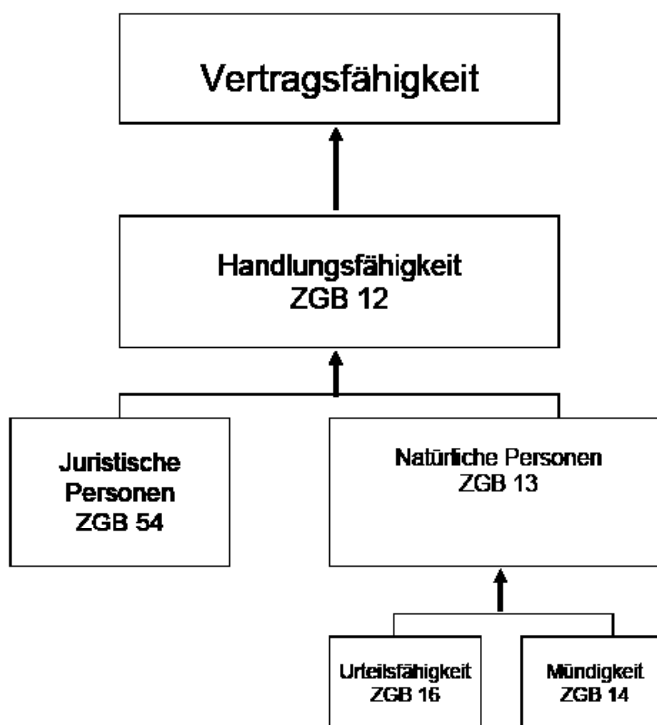 Vertragsfähigkeit
Handlungsfähigkeit
ZGB 12
Juristische
Personen
ZGB 54
Natürliche Personen
ZGB 13
Urteilsfähigkeit
ZGB 16
Mündigkeit
ZGB 14